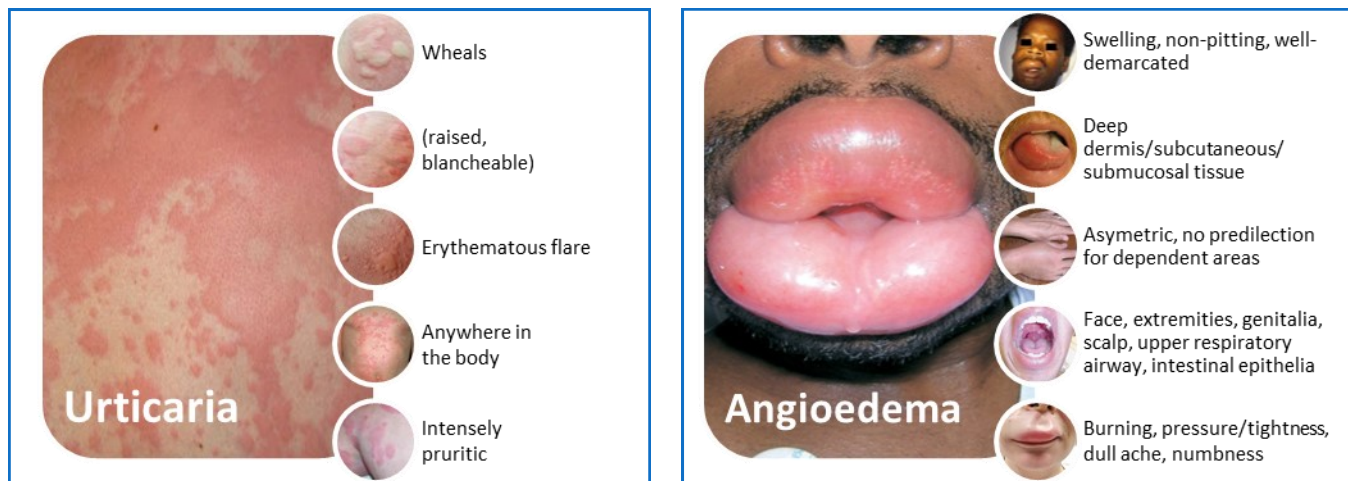 Wheals
(raised,
blancheable)
Erythematous flare
Anywhere in
the body
Intensely
pruritic
Urticaria
Swelling, non-pitting, well-
demarcated
Deep
dermis/subcutaneous/
submucosal tissue
Asymetric, no predilection
for dependent areas
Face, extremities, genitalia,
scalp, upper respiratory
airway, intestinal epithelia
Burning, pressure/tightness,
dull ache, numbness
Angioedema